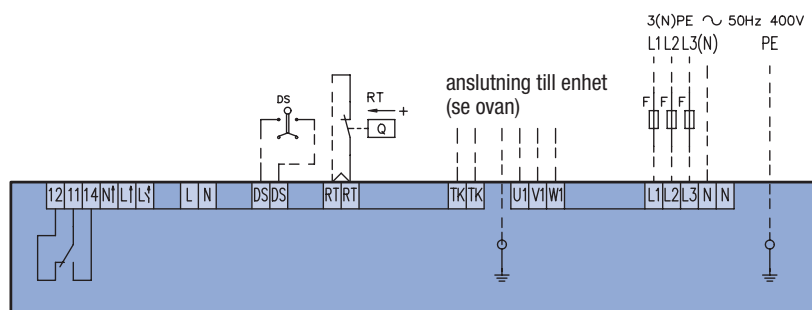 3(N)PE ~ 50Hz 400V
L1 L2 L3(N) PE
anslutning till enhet
(se ovan)
DS
RT
+
Q
F F F
12 11 14 N L L L N DS DS RT RT TK TK U1 V1 W1 L1 L2 L3 N N